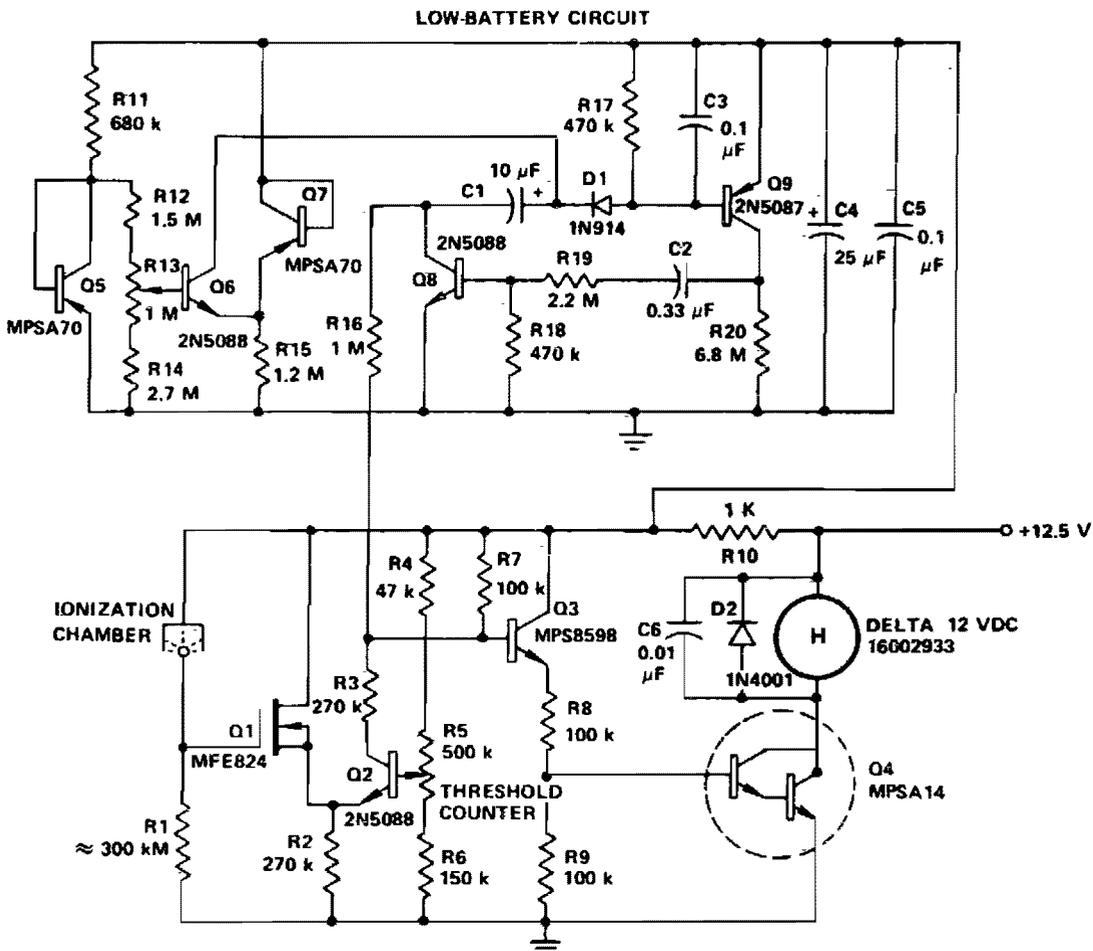 LOW-BATTERY CIRCUIT
R11
680 k
R12
1.5 M
R13
1 M
R14
2.7 M
Q5
MPSA70
Q6
2N5088
Q7
MPSA70
R15
1.2 M
R16
1 M
10 µF
C1
+
D1
1N914
2N5088
Q8
R17
470 k
C3
0.1
µF
Q9
2N5087
R19
2.2 M
C2
0.33 µF
R18
470 k
R20
6.8 M
+
C4
25 µF
C5
0.1
µF
1 K
R10
+12.5 V
IONIZATION
CHAMBER
R4
47 k
R7
100 k
Q3
MPS8598
C6
0.01
µF
D2
1N4001
H
DELTA 12 VDC
16002933
Q1
MFE824
R3
270 k
Q2
2N5088
R5
500 k
THRESHOLD
COUNTER
R8
100 k
Q4
MPSA14
R1
≈ 300 kM
R2
270 k
R6
150 k
R9
100 k